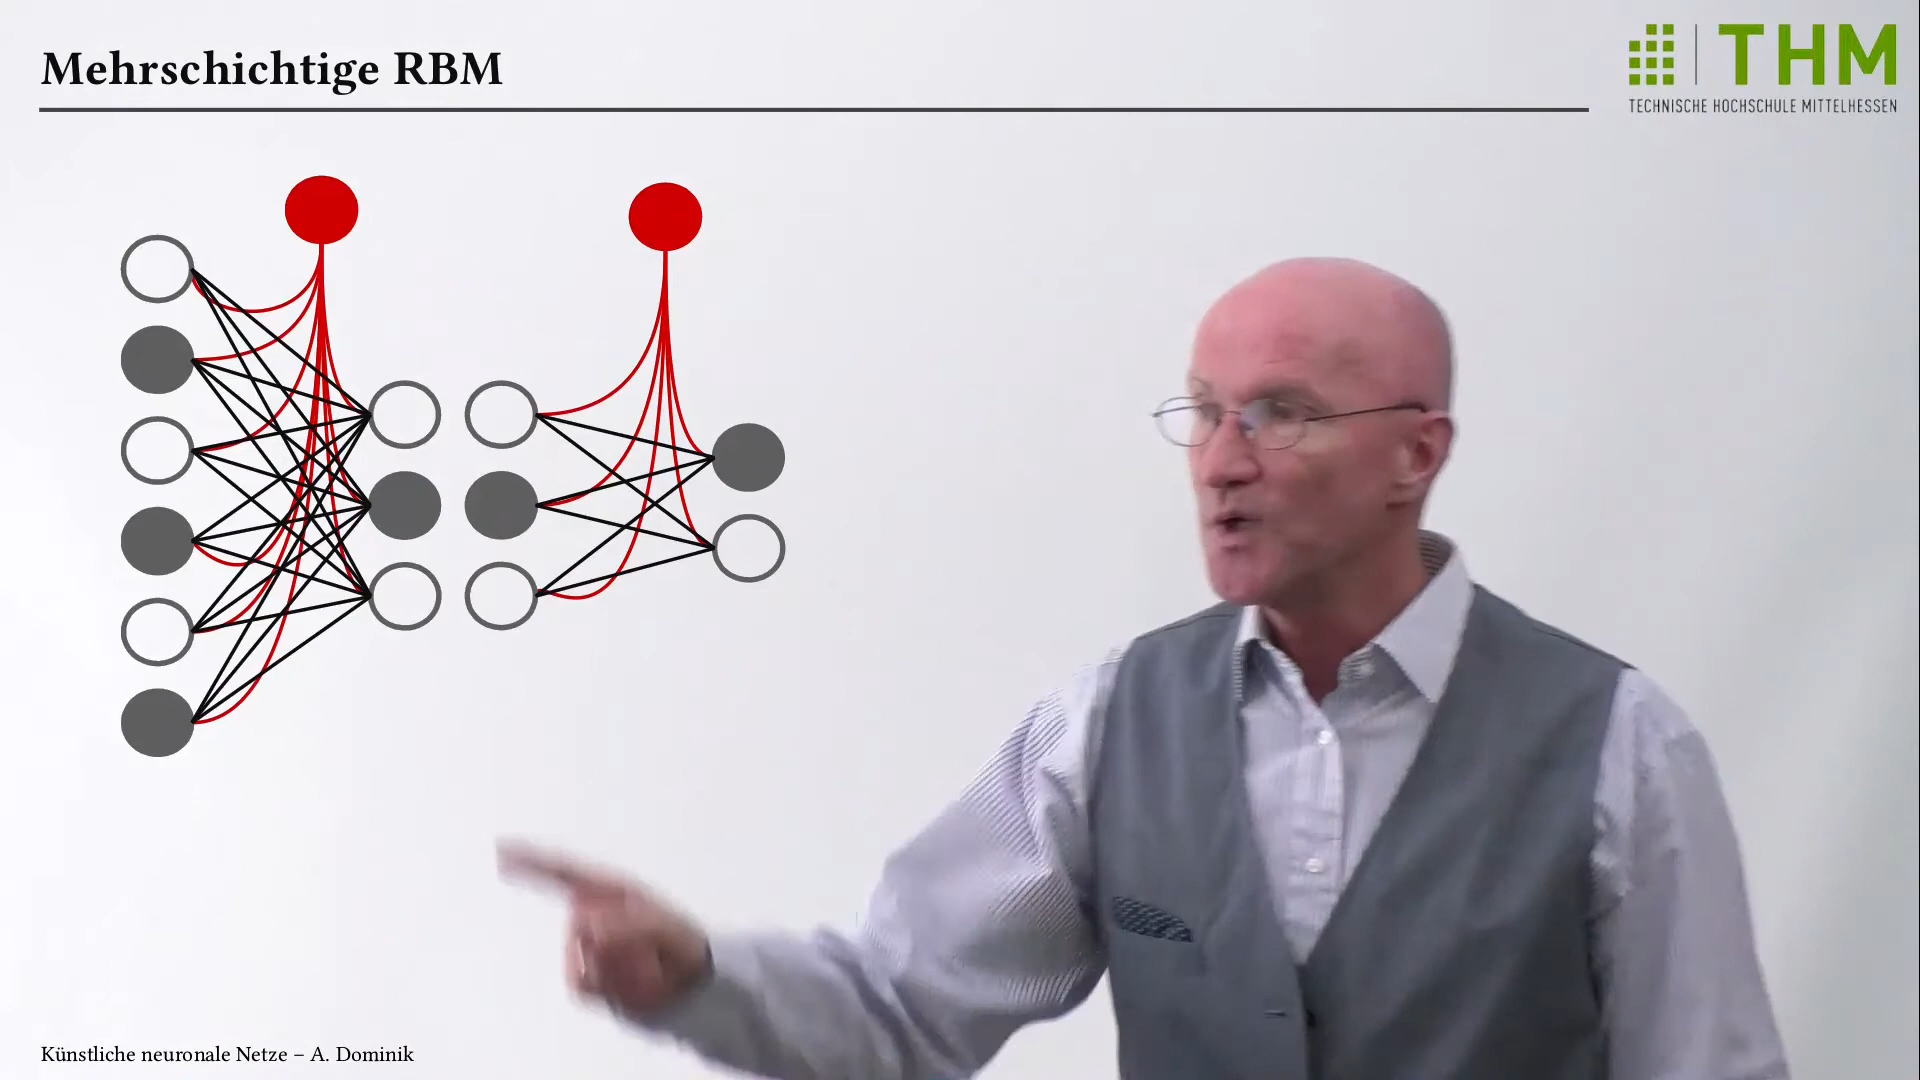 Mehrschichtige RBM
THM
TECHNISCHE HOCHSCHULE MITTELHESSEN
Künstliche neuronale Netze – A. Dominik